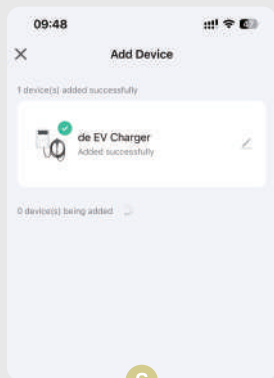 09:48
Add Device
1 device(s) added successfully
de EV Charger
Added successfully
0 device(s) being added